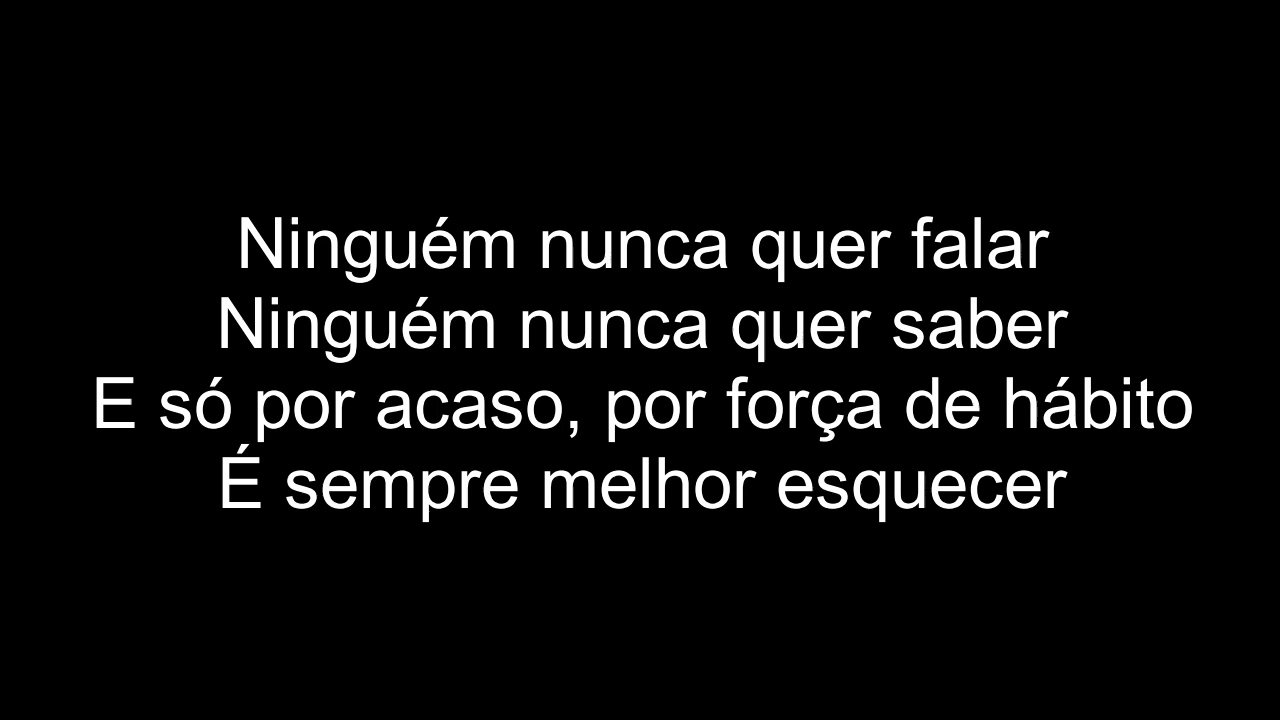 Ninguém nunca quer falar
Ninguém nunca quer saber
E só por acaso, por força de hábito
É sempre melhor esquecer